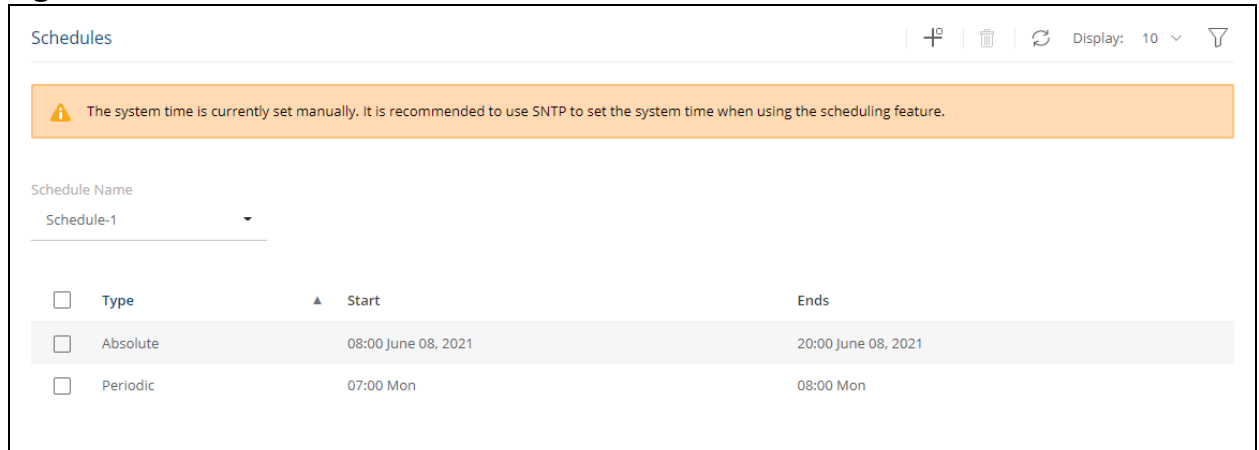 Schedules
Display: 10
The system time is currently set manually. It is recommended to use SNTP to set the system time when using the scheduling feature.
Schedule Name
Schedule-1
Type Start Ends
Absolute 08:00 June 08, 2021 20:00 June 08, 2021
Periodic 07:00 Mon 08:00 Mon